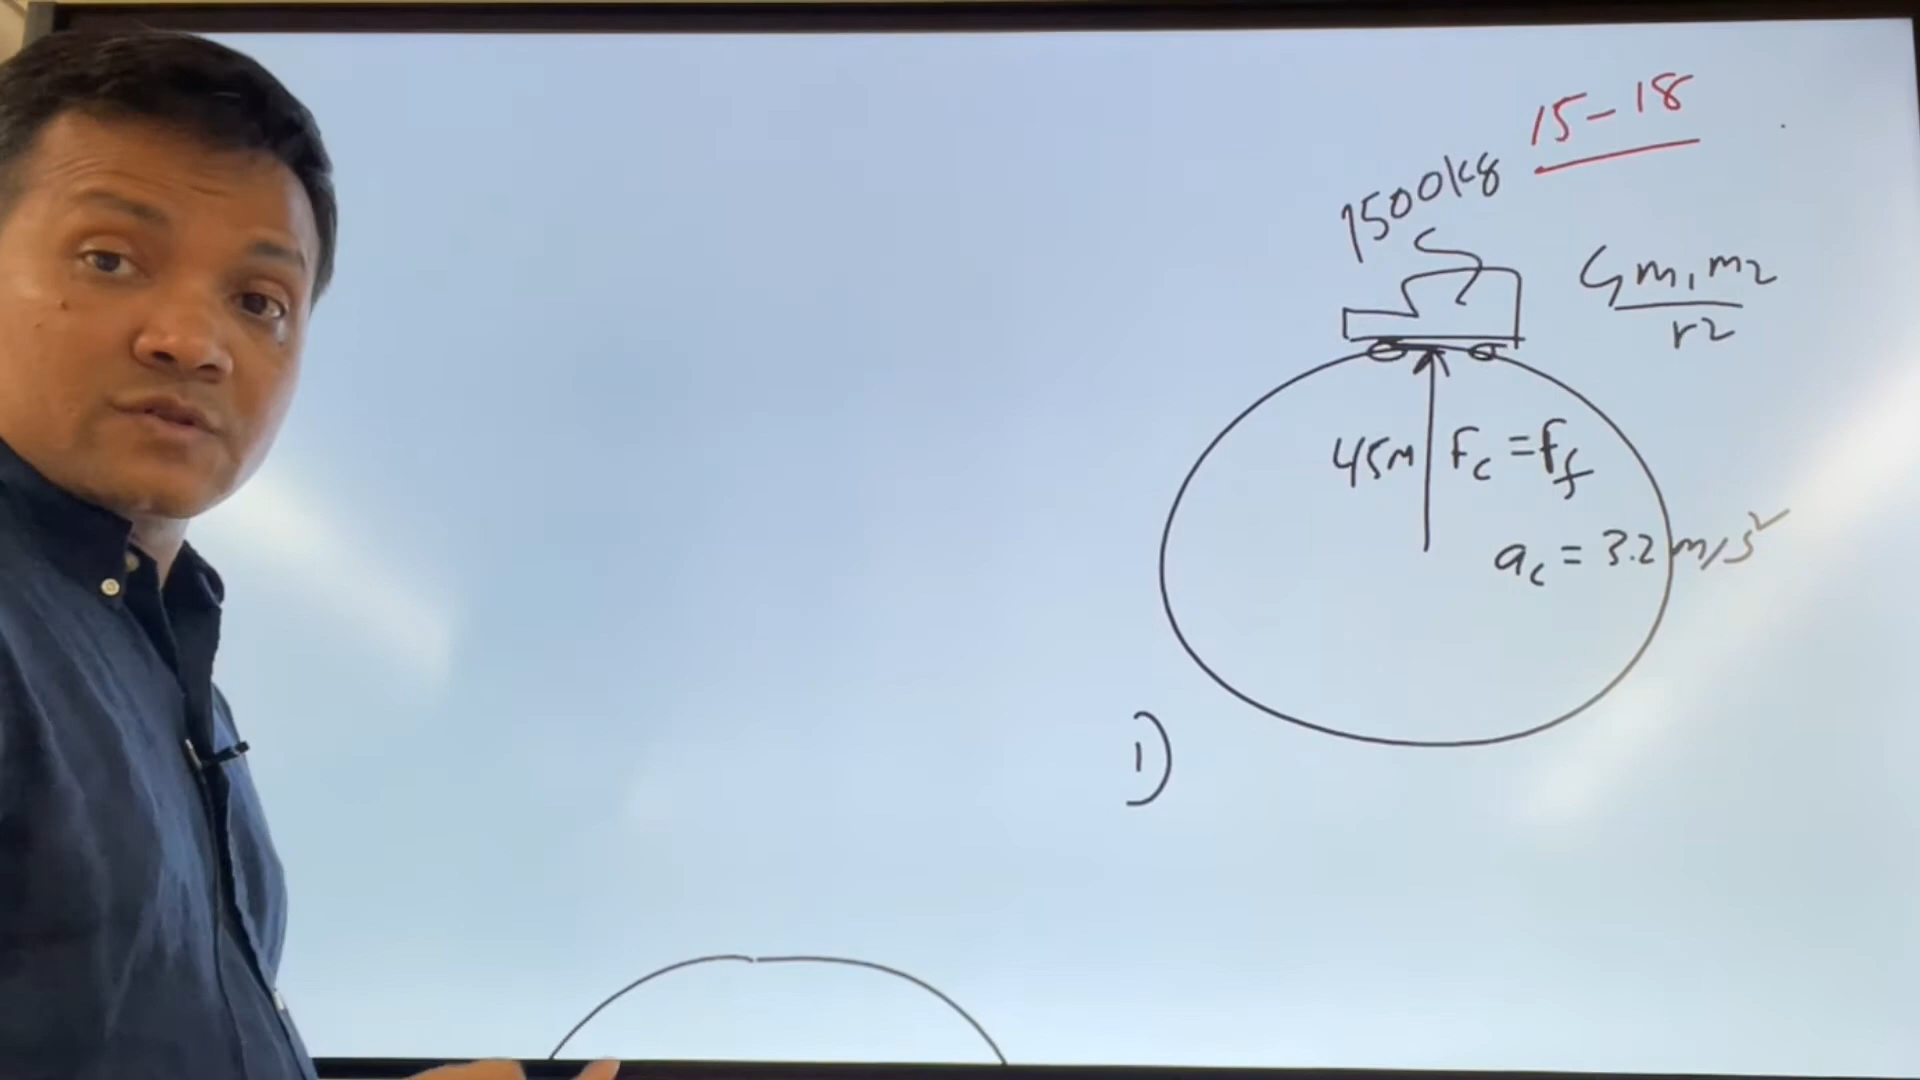 15-18
1500kg
Gm1m2
r2
45m Fc = Ff
ac = 3.2 m/s²
1)